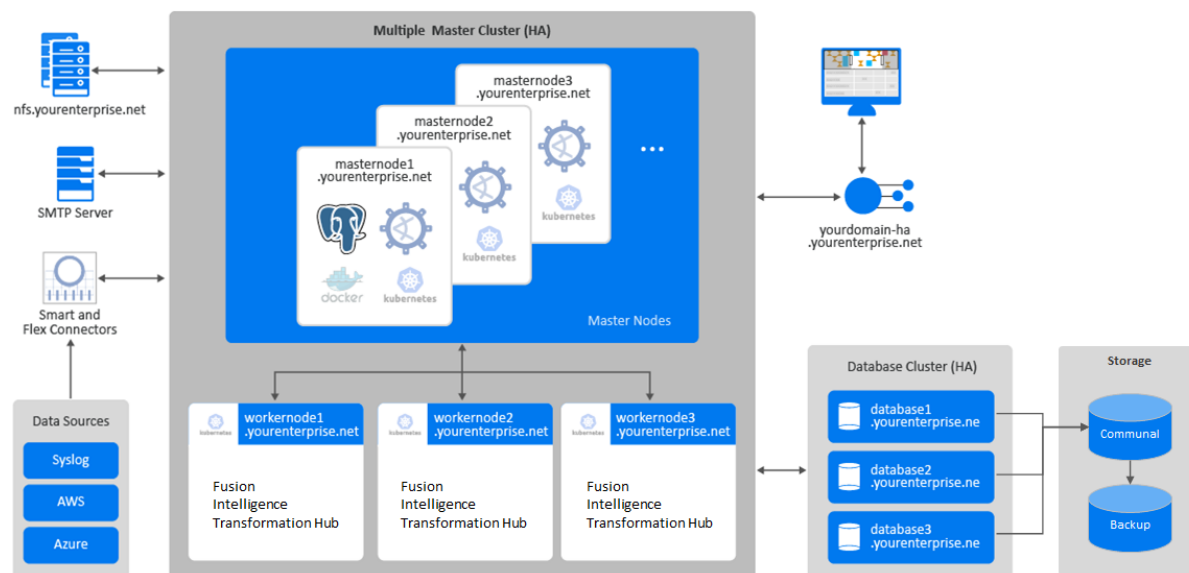 Multiple Master Cluster (HA)
nfs.yourenterprise.net
SMTP Server
Smart and
Flex Connectors
Data Sources
Syslog
AWS
Azure
masternode3
.yourenterprise.net
kubernetes
masternode2
.yourenterprise.net
kubernetes
masternode1
.yourenterprise.net
docker
kubernetes
...
Master Nodes
kubernetes
workernode1
.yourenterprise.net
Fusion
Intelligence
Transformation Hub
kubernetes
workernode2
.yourenterprise.net
Fusion
Intelligence
Transformation Hub
kubernetes
workernode3
.yourenterprise.net
Fusion
Intelligence
Transformation Hub
yourdomain-ha
.yourenterprise.net
Database Cluster (HA)
database1
.yourenterprise.ne
database2
.yourenterprise.ne
database3
.yourenterprise.ne
Storage
Communal
Backup